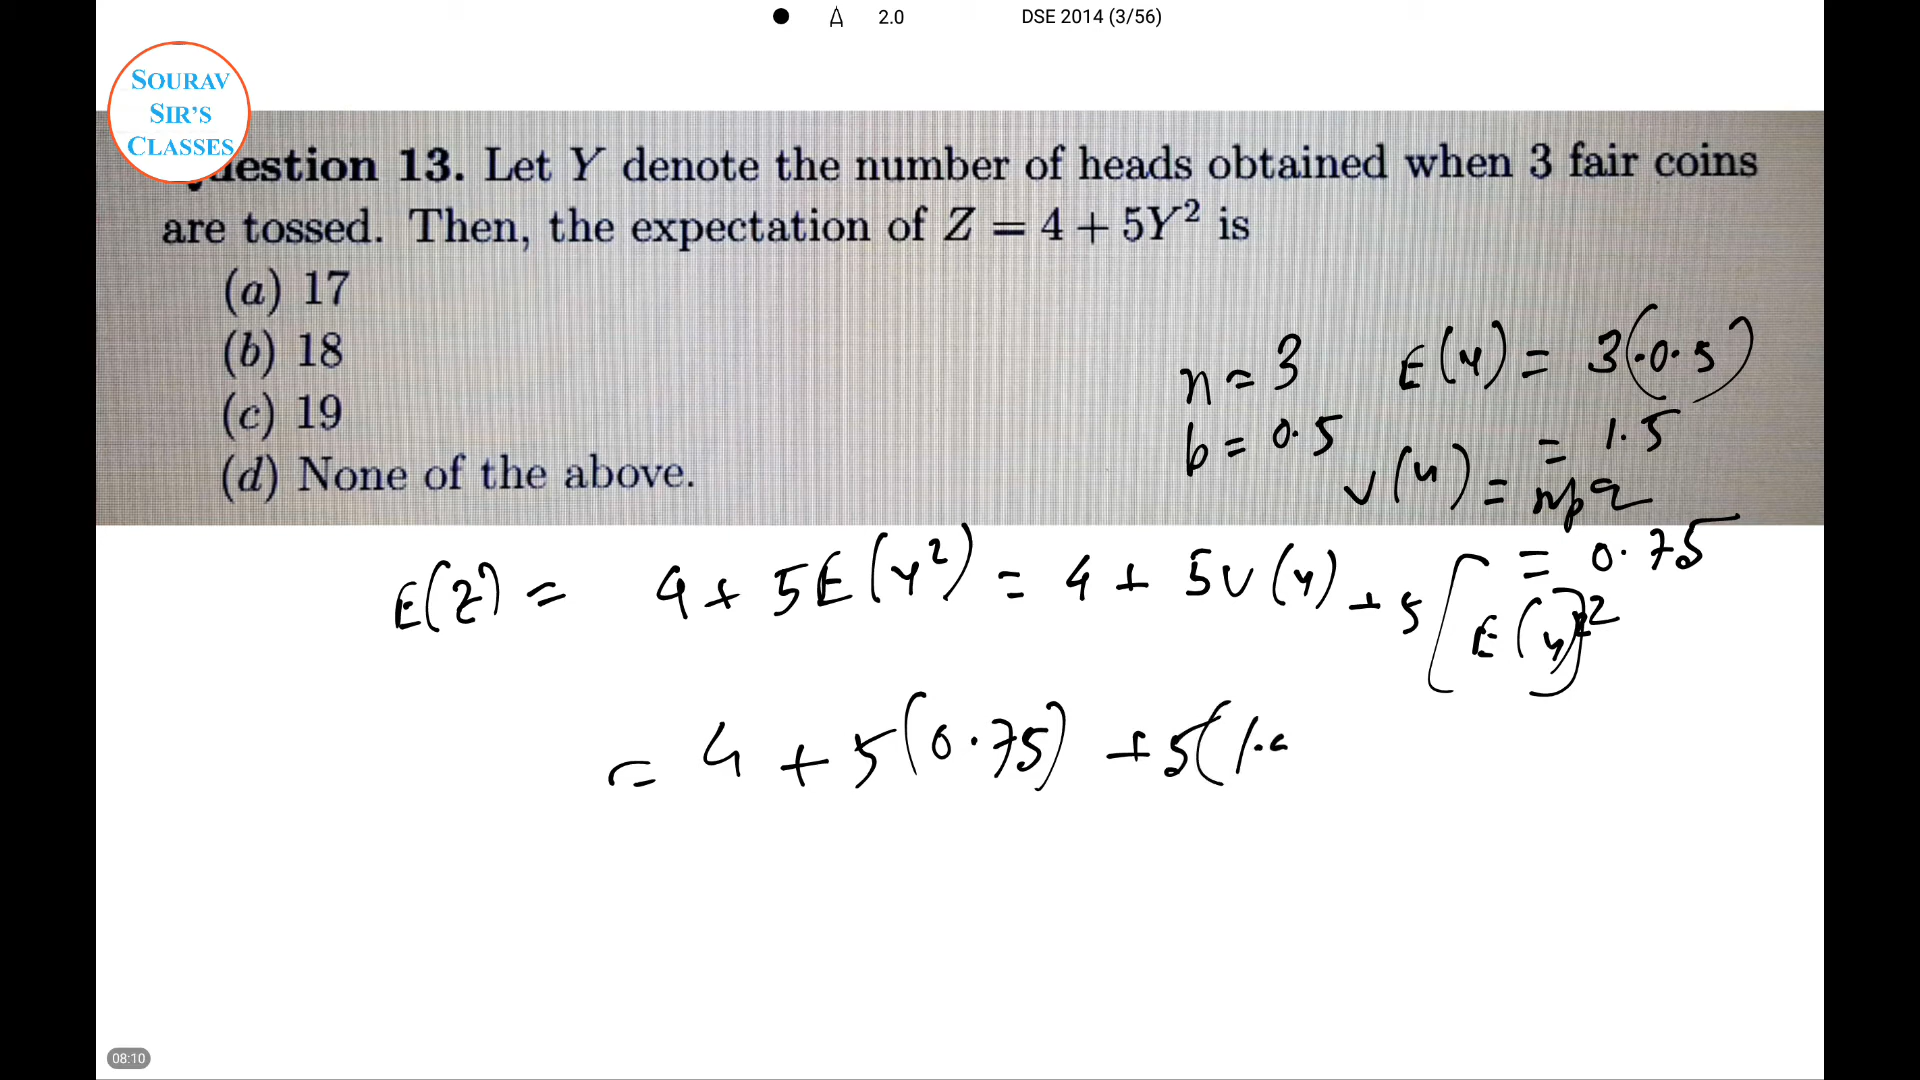 A 2.0 DSE 2014 (3/56)
SOURAV
SIR'S
CLASSES
estion 13. Let Y denote the number of heads obtained when 3 fair coins
are tossed. Then, the expectation of Z = 4 + 5Y² is
(a) 17
(b) 18
(c) 19
(d) None of the above.
n = 3 E(y) = 3(0.5)
p = 0.5 = 1.5
V(y) = npq
= 0.75
E(Z) = 4 + 5E(y²) = 4 + 5V(y) + 5[E(y)]²
= 4 + 5(0.75) + 5(1.
08:10